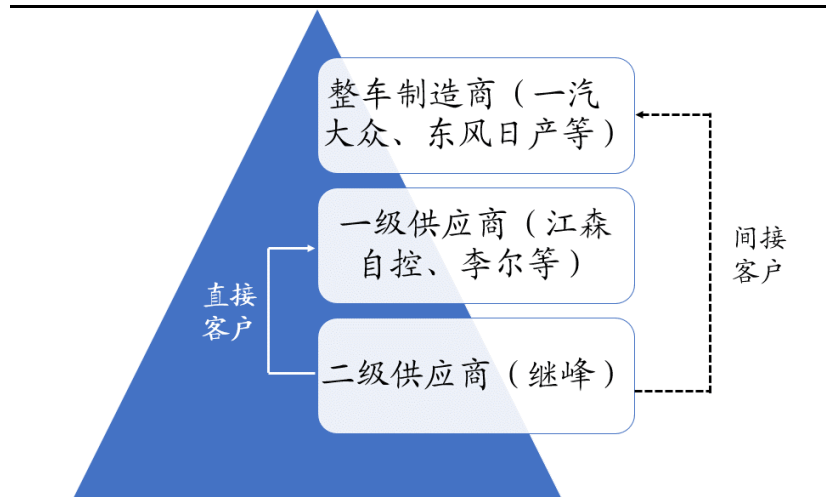 整车制造商（一汽
大众、东风日产等）
一级供应商（江森
自控、李尔等）
二级供应商（继峰）
直接
客户
间接
客户